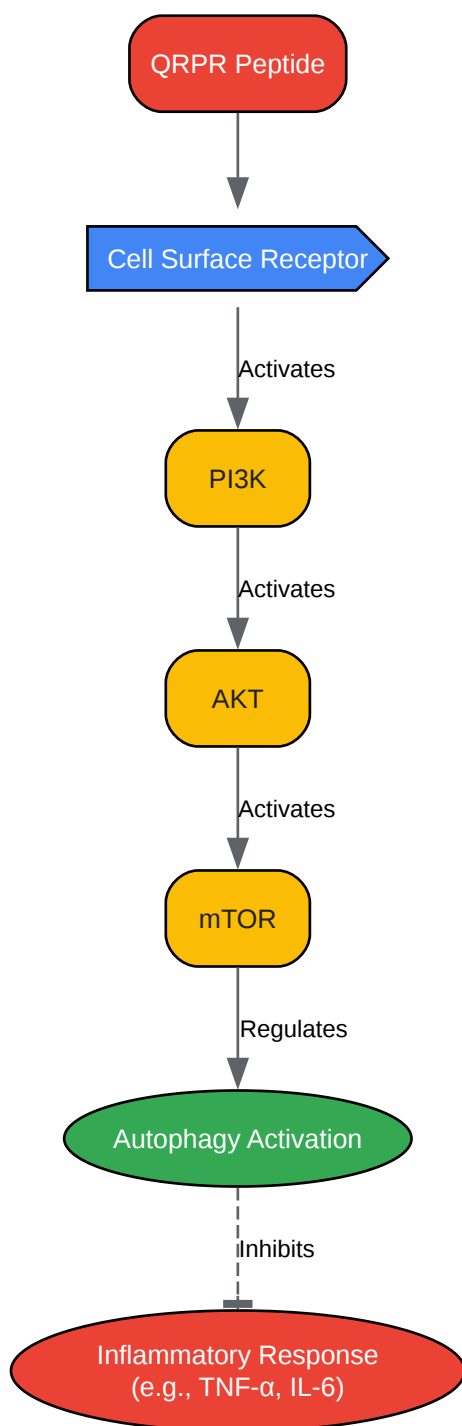 QRPR Peptide
Cell Surface Receptor
Activates
PI3K
Activates
AKT
Activates
mTOR
Regulates
Autophagy Activation
Inhibits
Inflammatory Response
(e.g., TNF-α, IL-6)